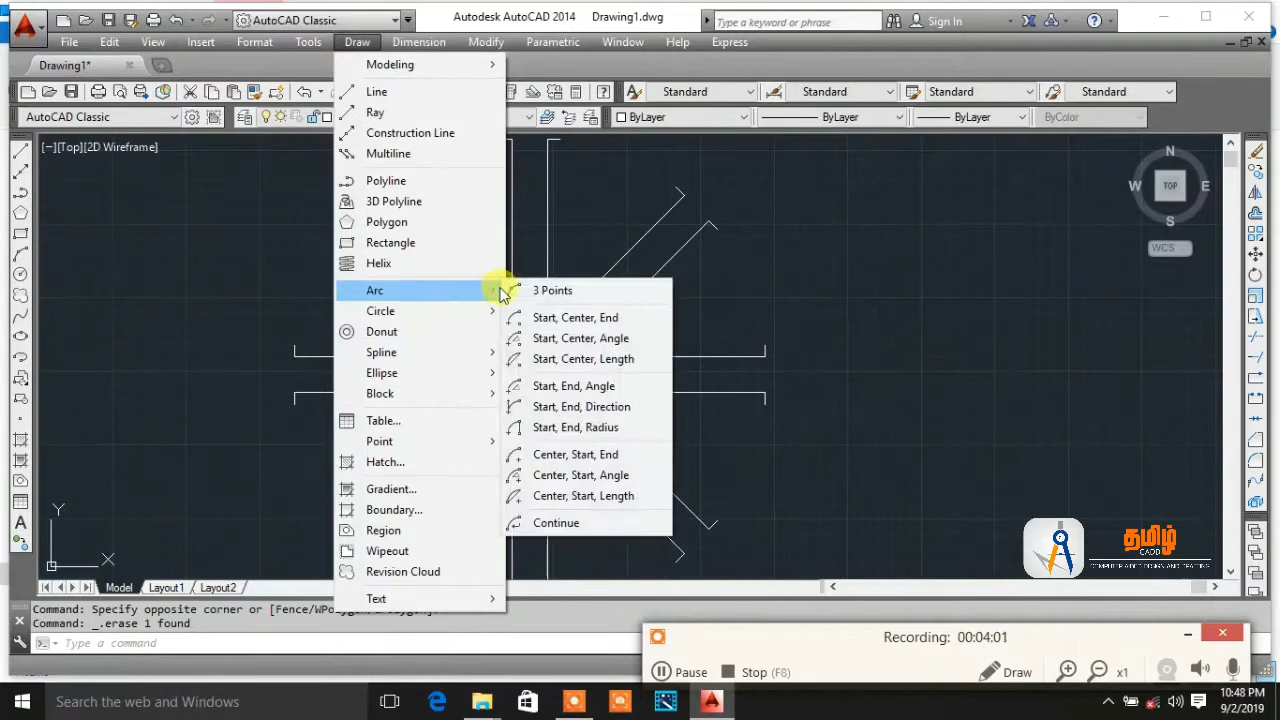 AutoCAD Classic
Autodesk AutoCAD 2014 Drawing1.dwg
Type a keyword or phrase
Sign In
File Edit View Insert Format Tools Draw Dimension Modify Parametric Window Help Express
Drawing1*
Standard Standard Standard Standard
AutoCAD Classic
ByLayer ByLayer ByLayer ByColor
[−][Top][2D Wireframe]
Modeling
Line
Ray
Construction Line
Multiline
Polyline
3D Polyline
Polygon
Rectangle
Helix
Arc
Circle
Donut
Spline
Ellipse
Block
Table...
Point
Hatch...
Gradient...
Boundary...
Region
Wipeout
Revision Cloud
Text
3 Points
Start, Center, End
Start, Center, Angle
Start, Center, Length
Start, End, Angle
Start, End, Direction
Start, End, Radius
Center, Start, End
Center, Start, Angle
Center, Start, Length
Continue
N
W TOP E
S
WCS
Y
X
A
தமிழ்
CADD
COMPUTER AIDED DESIGN AND DRAFTING
Model Layout1 Layout2
Command: Specify opposite corner or [Fence/WPolygon/CPolygon]:
Command: _.erase 1 found
Type a command
Recording: 00:04:01
Pause Stop (F8) Draw x1
Search the web and Windows
10:48 PM
9/2/2019